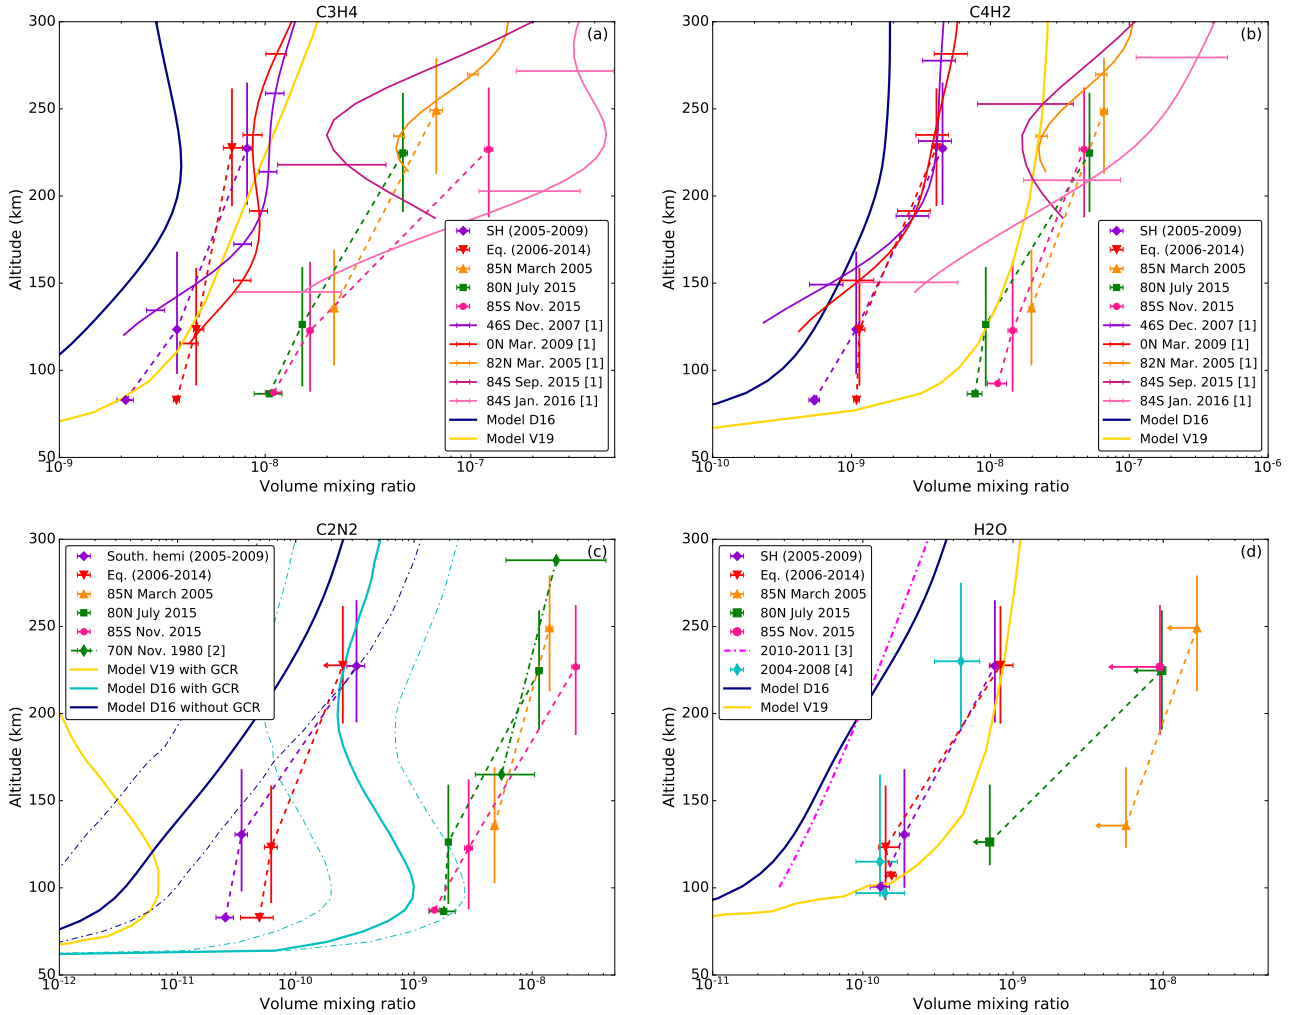 C3H4
(a)
300
250
200
150
100
50
Altitude (km)
SH (2005-2009)
Eq. (2006-2014)
85N March 2005
80N July 2015
85S Nov. 2015
46S Dec. 2007 [1]
0N Mar. 2009 [1]
82N Mar. 2005 [1]
84S Sep. 2015 [1]
84S Jan. 2016 [1]
Model D16
Model V19
10-9 10-8 10-7
Volume mixing ratio
C4H2
(b)
300
250
200
150
100
50
Altitude (km)
SH (2005-2009)
Eq. (2006-2014)
85N March 2005
80N July 2015
85S Nov. 2015
46S Dec. 2007 [1]
0N Mar. 2009 [1]
82N Mar. 2005 [1]
84S Sep. 2015 [1]
84S Jan. 2016 [1]
Model D16
Model V19
10-10 10-9 10-8 10-7 10-6
Volume mixing ratio
C2N2
(c)
300
250
200
150
100
50
Altitude (km)
South. hemi (2005-2009)
Eq. (2006-2014)
85N March 2005
80N July 2015
85S Nov. 2015
70N Nov. 1980 [2]
Model V19 with GCR
Model D16 with GCR
Model D16 without GCR
10-12 10-11 10-10 10-9 10-8
Volume mixing ratio
H2O
(d)
300
250
200
150
100
50
Altitude (km)
SH (2005-2009)
Eq. (2006-2014)
85N March 2005
80N July 2015
85S Nov. 2015
2010-2011 [3]
2004-2008 [4]
Model D16
Model V19
10-11 10-10 10-9 10-8
Volume mixing ratio